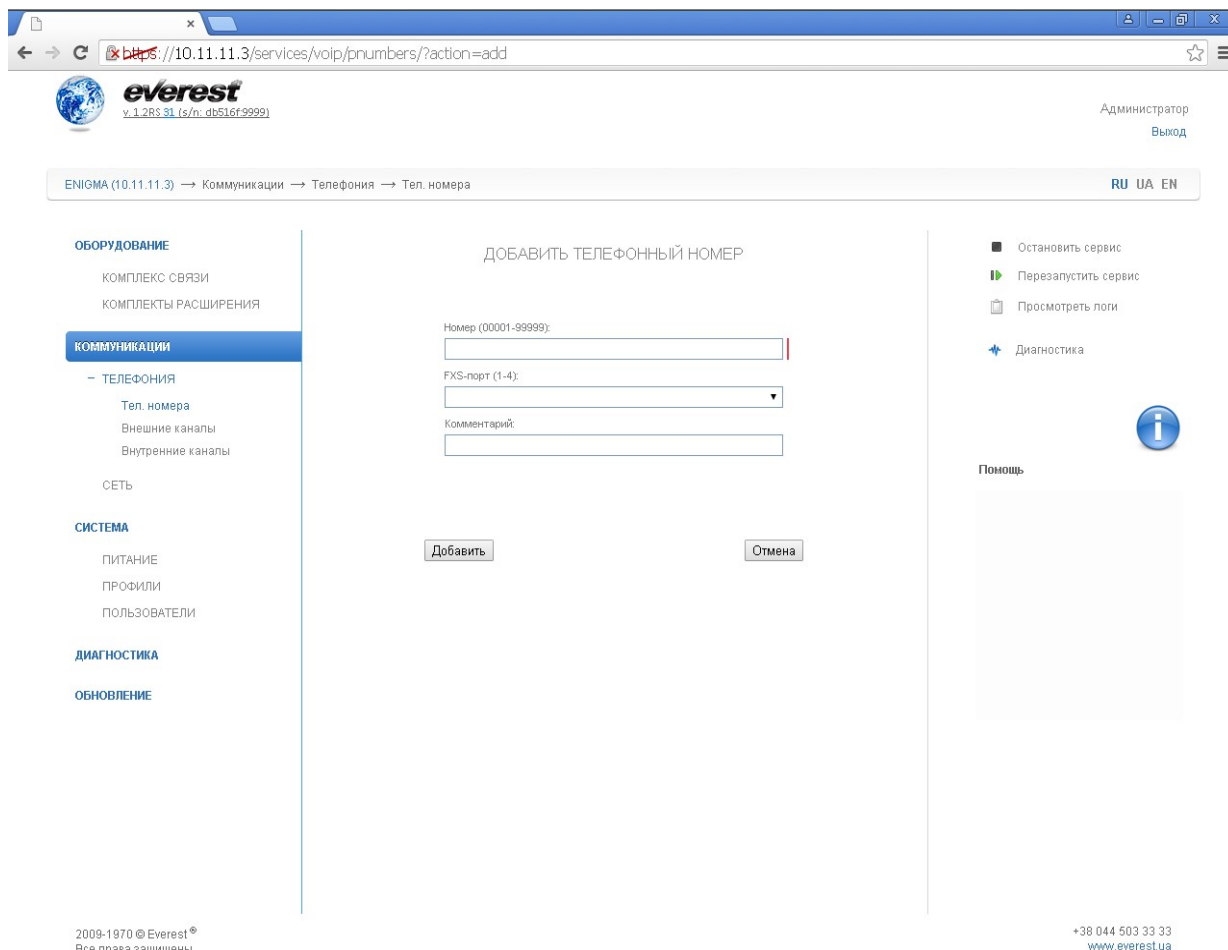 https://10.11.11.3/services/voip/pnumbers/?action=add
everest
v. 1.2RS 31 (s/n: db516f:9999)
Администратор
Выход
ENIGMA (10.11.11.3) → Коммуникации → Телефония → Тел. номера
RU UA EN
ОБОРУДОВАНИЕ
КОМПЛЕКС СВЯЗИ
КОМПЛЕКТЫ РАСШИРЕНИЯ
КОММУНИКАЦИИ
− ТЕЛЕФОНИЯ
Тел. номера
Внешние каналы
Внутренние каналы
СЕТЬ
СИСТЕМА
ПИТАНИЕ
ПРОФИЛИ
ПОЛЬЗОВАТЕЛИ
ДИАГНОСТИКА
ОБНОВЛЕНИЕ
ДОБАВИТЬ ТЕЛЕФОННЫЙ НОМЕР
Номер (00001-99999):
FXS-порт (1-4):
Комментарий:
Добавить
Отмена
Остановить сервис
Перезапустить сервис
Просмотреть логи
Диагностика
Помощь
2009-1970 © Everest ®
Все права защищены
+38 044 503 33 33
www.everest.ua